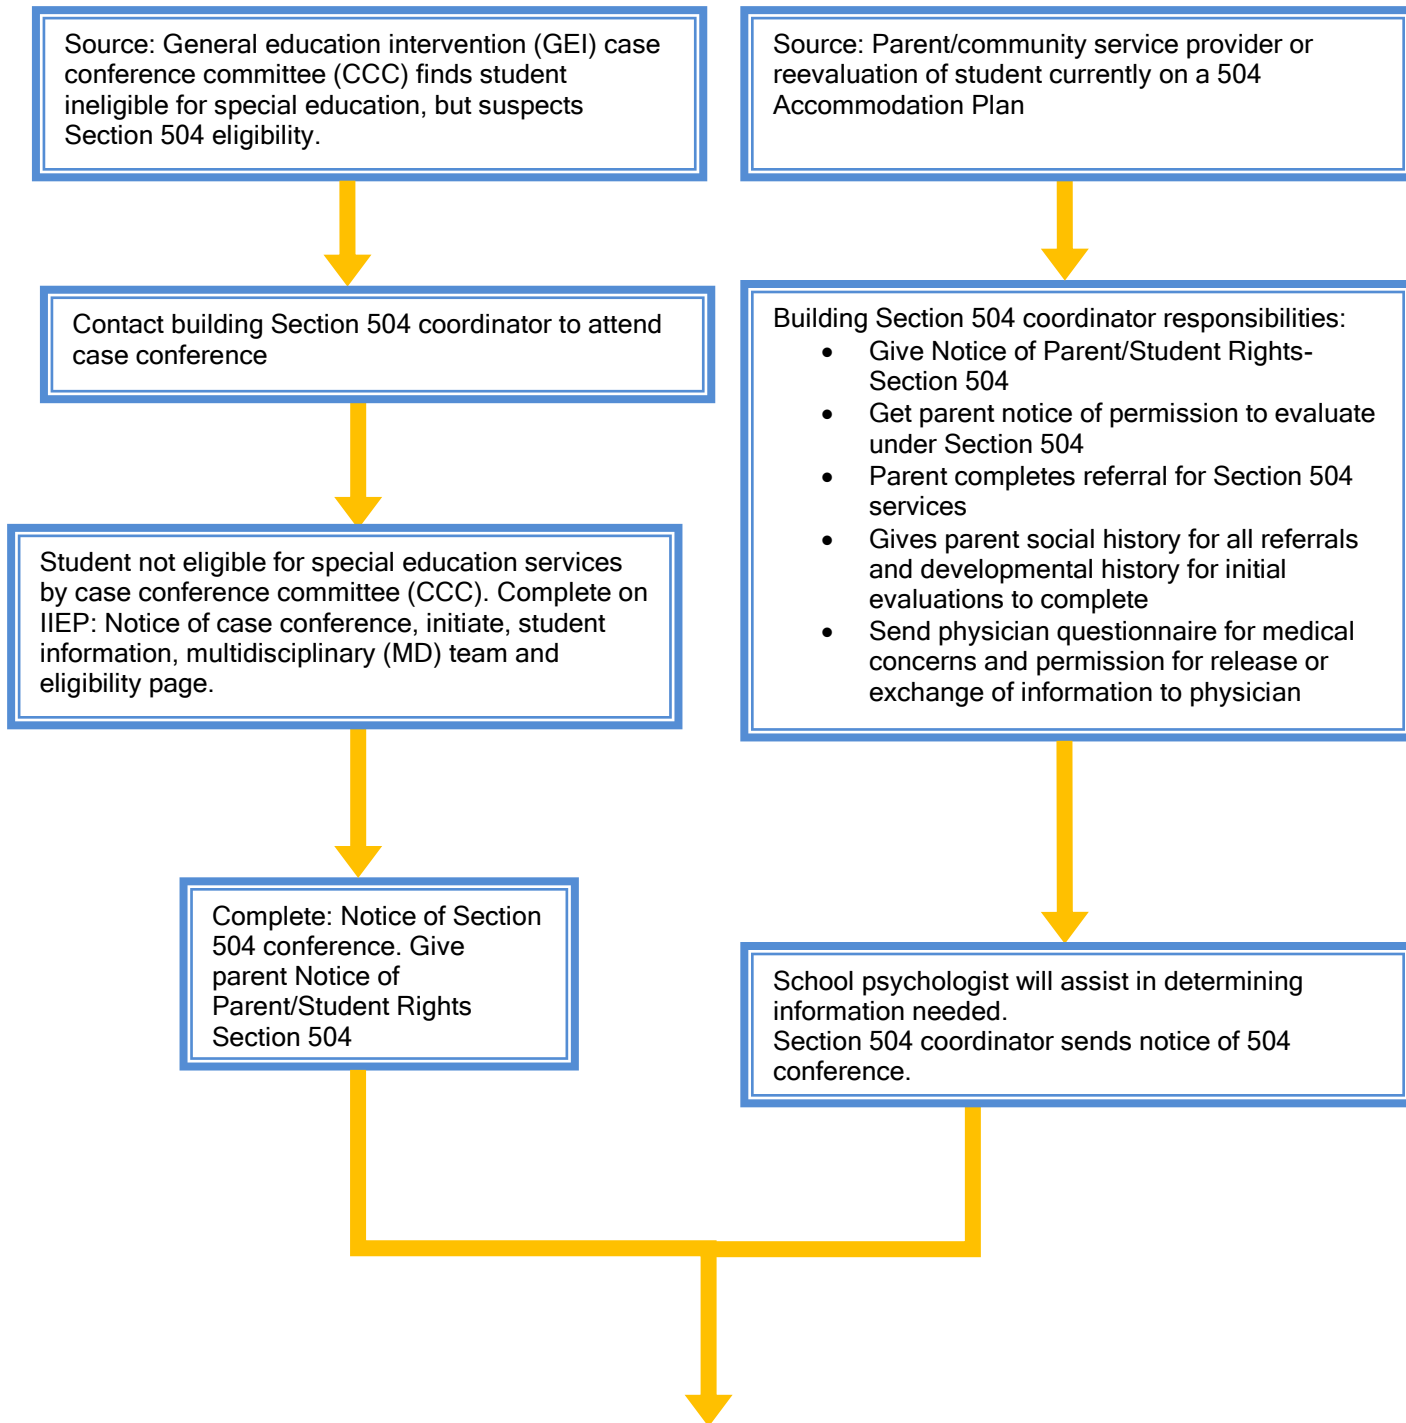 Source: General education intervention (GEI) case
conference committee (CCC) finds student
ineligible for special education, but suspects
Section 504 eligibility.
Contact building Section 504 coordinator to attend
case conference
Student not eligible for special education services
by case conference committee (CCC). Complete on
IIEP: Notice of case conference, initiate, student
information, multidisciplinary (MD) team and
eligibility page.
Complete: Notice of Section
504 conference. Give
parent Notice of
Parent/Student Rights
Section 504
Source: Parent/community service provider or
reevaluation of student currently on a 504
Accommodation Plan
Building Section 504 coordinator responsibilities:
• Give Notice of Parent/Student Rights-
Section 504
• Get parent notice of permission to evaluate
under Section 504
• Parent completes referral for Section 504
services
• Gives parent social history for all referrals
and developmental history for initial
evaluations to complete
• Send physician questionnaire for medical
concerns and permission for release or
exchange of information to physician
School psychologist will assist in determining
information needed.
Section 504 coordinator sends notice of 504
conference.